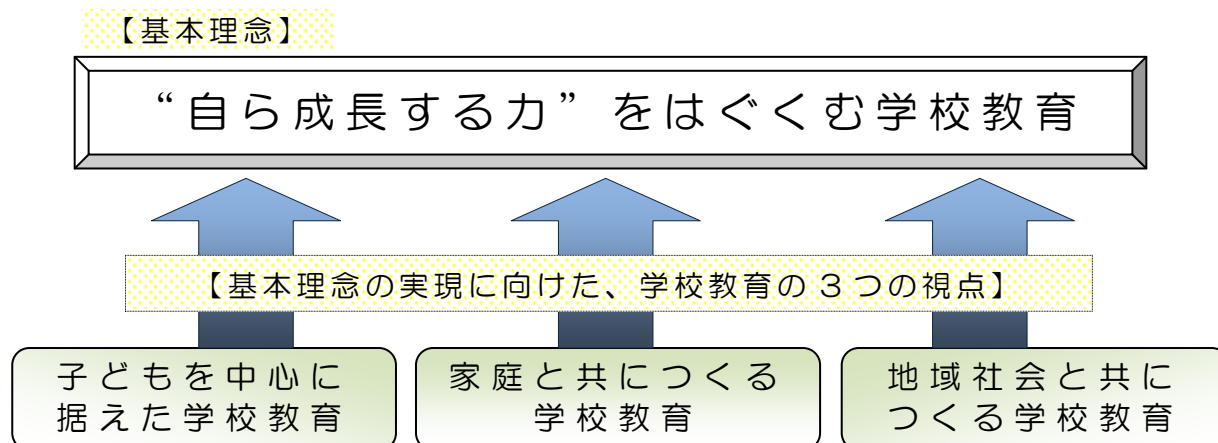 【基本理念】
“自ら成長する力”をはぐくむ学校教育
【基本理念の実現に向けた、学校教育の3つの視点】
子どもを中心に
据えた学校教育
家庭と共につくる
学校教育
地域社会と共に
つくる学校教育